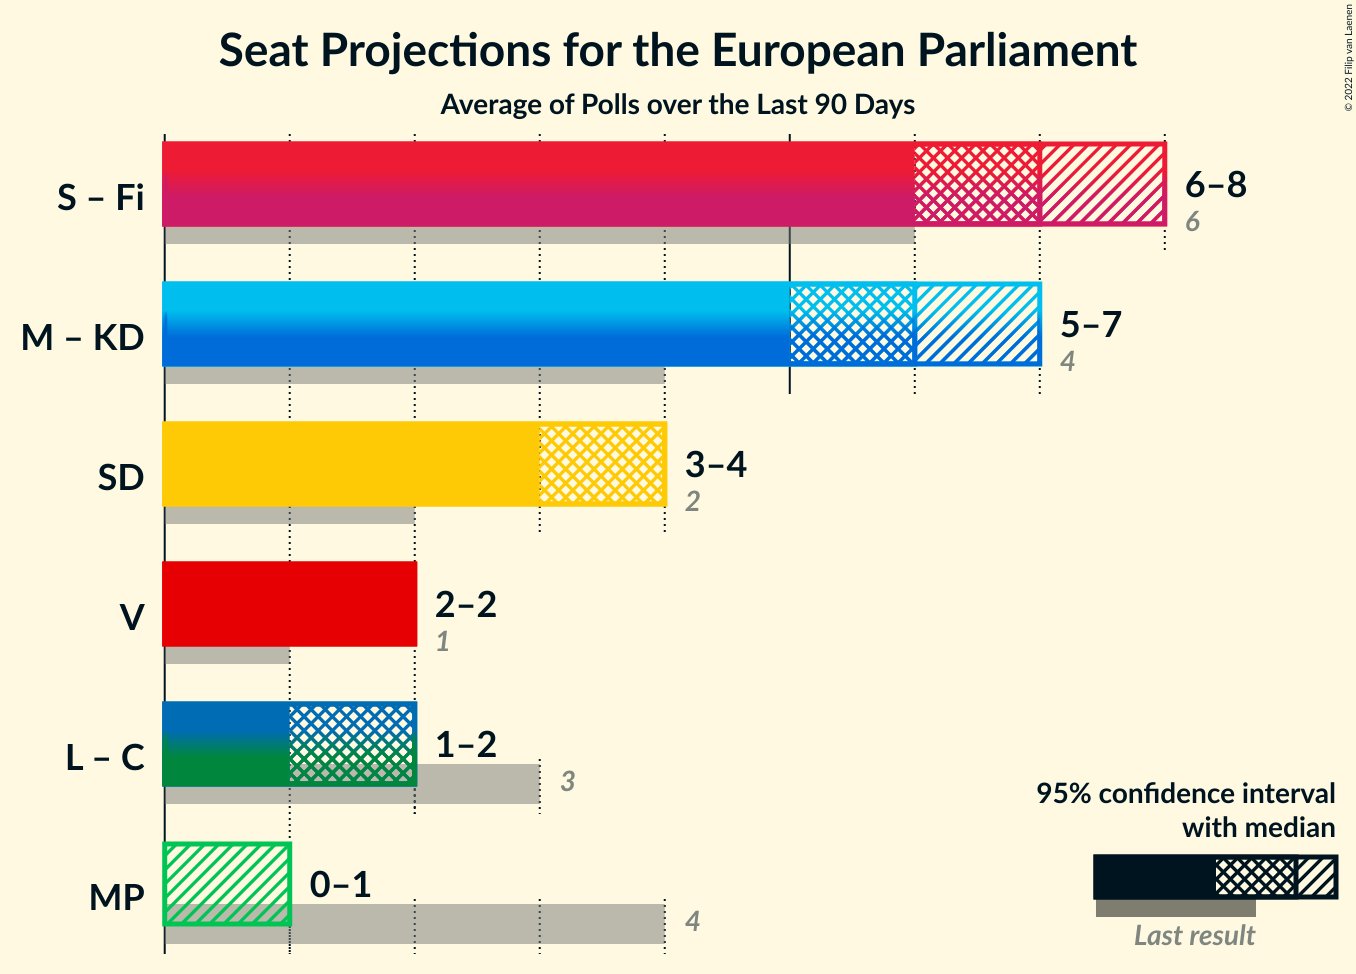 Seat Projections for the European Parliament
Average of Polls over the Last 90 Days
© 2022 Filip van Laenen
S – Fi
6–8
6
M – KD
5–7
4
SD
3–4
2
V
2–2
1
L – C
1–2
3
MP
0–1
4
95% confidence interval
with median
Last result